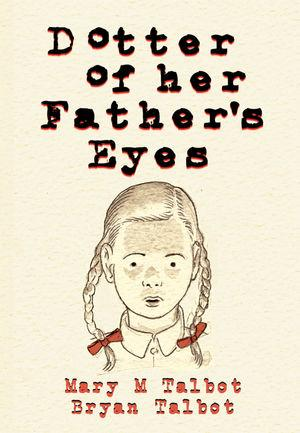 Dotter
of her
Father's
Eyes
Mary M Talbot
Bryan Talbot